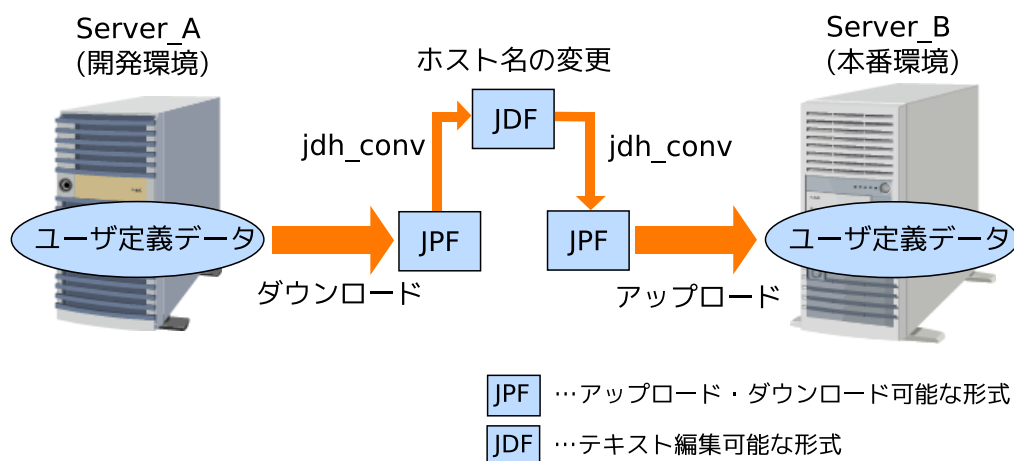 Server_A
(開発環境)
Server_B
(本番環境)
ホスト名の変更
JDF
jdh_conv
jdh_conv
ユーザ定義データ
JPF
JPF
ユーザ定義データ
ダウンロード
アップロード
JPF …アップロード・ダウンロード可能な形式
JDF …テキスト編集可能な形式